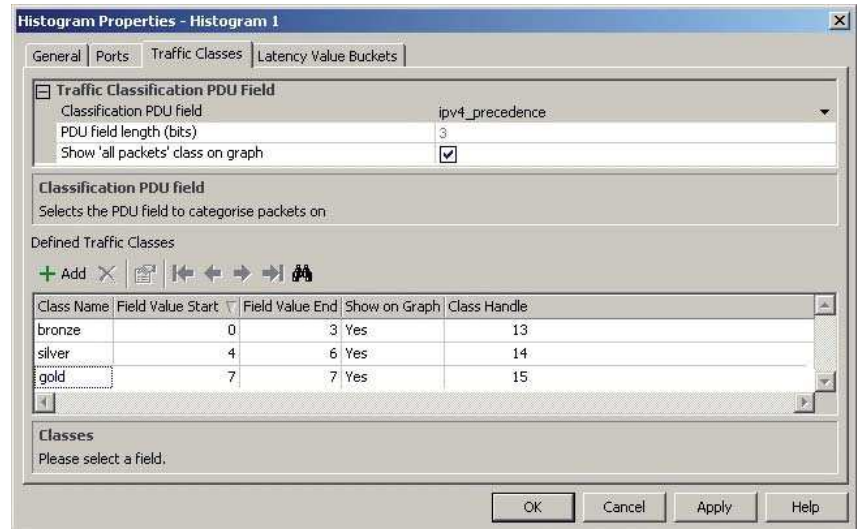 Histogram Properties - Histogram 1
General Ports Traffic Classes Latency Value Buckets
Traffic Classification PDU Field
Classification PDU field ipv4_precedence
PDU field length (bits) 3
Show 'all packets' class on graph
Classification PDU field
Selects the PDU field to categorise packets on
Defined Traffic Classes
Add
Class Name Field Value Start Field Value End Show on Graph Class Handle
bronze 0 3 Yes 13
silver 4 6 Yes 14
gold 7 7 Yes 15
Classes
Please select a field.
OK Cancel Apply Help